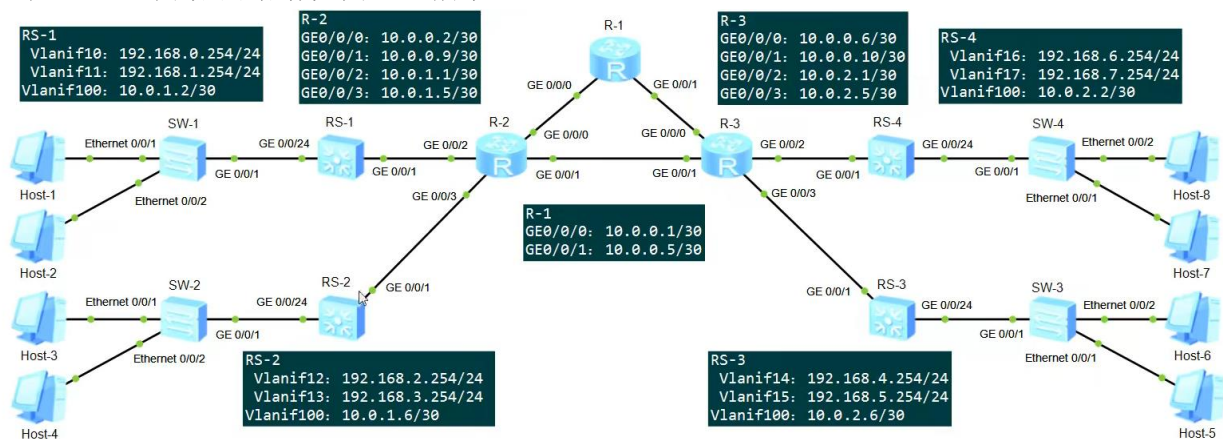 RS-1
Vlanif10: 192.168.0.254/24
Vlanif11: 192.168.1.254/24
Vlanif100: 10.0.1.2/30
R-2
GE0/0/0: 10.0.0.2/30
GE0/0/1: 10.0.0.9/30
GE0/0/2: 10.0.1.1/30
GE0/0/3: 10.0.1.5/30
R-1
R-3
GE0/0/0: 10.0.0.6/30
GE0/0/1: 10.0.0.10/30
GE0/0/2: 10.0.2.1/30
GE0/0/3: 10.0.2.5/30
RS-4
Vlanif16: 192.168.6.254/24
Vlanif17: 192.168.7.254/24
Vlanif100: 10.0.2.2/30
R
GE 0/0/0
GE 0/0/1
SW-1
RS-1
R-2
R-3
RS-4
SW-4
Ethernet 0/0/1
GE 0/0/24
GE 0/0/1
GE 0/0/2
GE 0/0/0
R
GE 0/0/1
GE 0/0/0
GE 0/0/1
R
GE 0/0/2
GE 0/0/1
GE 0/0/24
GE 0/0/1
Ethernet 0/0/2
Host-1
Ethernet 0/0/2
GE 0/0/3
GE 0/0/3
Ethernet 0/0/1
Host-8
R-1
GE0/0/0: 10.0.0.1/30
GE0/0/1: 10.0.0.5/30
Host-2
Host-7
SW-2
RS-2
RS-3
SW-3
Ethernet 0/0/1
GE 0/0/24
GE 0/0/1
GE 0/0/1
GE 0/0/1
GE 0/0/24
GE 0/0/1
Ethernet 0/0/2
Host-3
Ethernet 0/0/2
Ethernet 0/0/1
Host-6
RS-2
Vlanif12: 192.168.2.254/24
Vlanif13: 192.168.3.254/24
Vlanif100: 10.0.1.6/30
RS-3
Vlanif14: 192.168.4.254/24
Vlanif15: 192.168.5.254/24
Vlanif100: 10.0.2.6/30
Host-4
Host-5